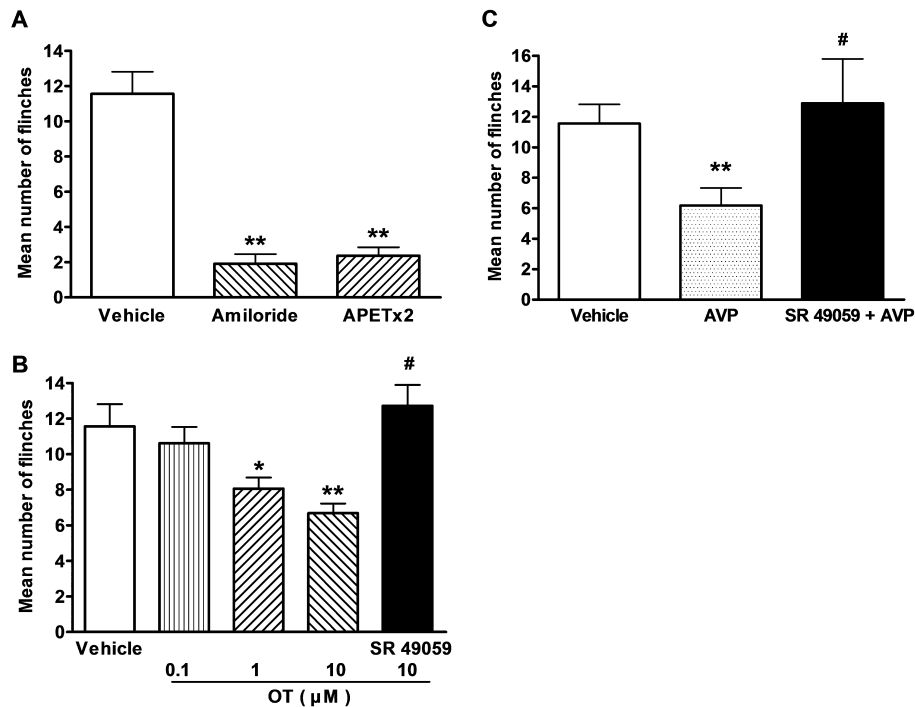 A
Mean number of flinches
14
12
10
8
6
4
2
0
** **
Vehicle Amiloride APETx2
B
Mean number of flinches
14
12
10
8
6
4
2
0
* ** #
Vehicle SR 49059
0.1 1 10 10
OT ( µM )
C
Mean number of flinches
16
14
12
10
8
6
4
2
0
** #
Vehicle AVP SR 49059 + AVP